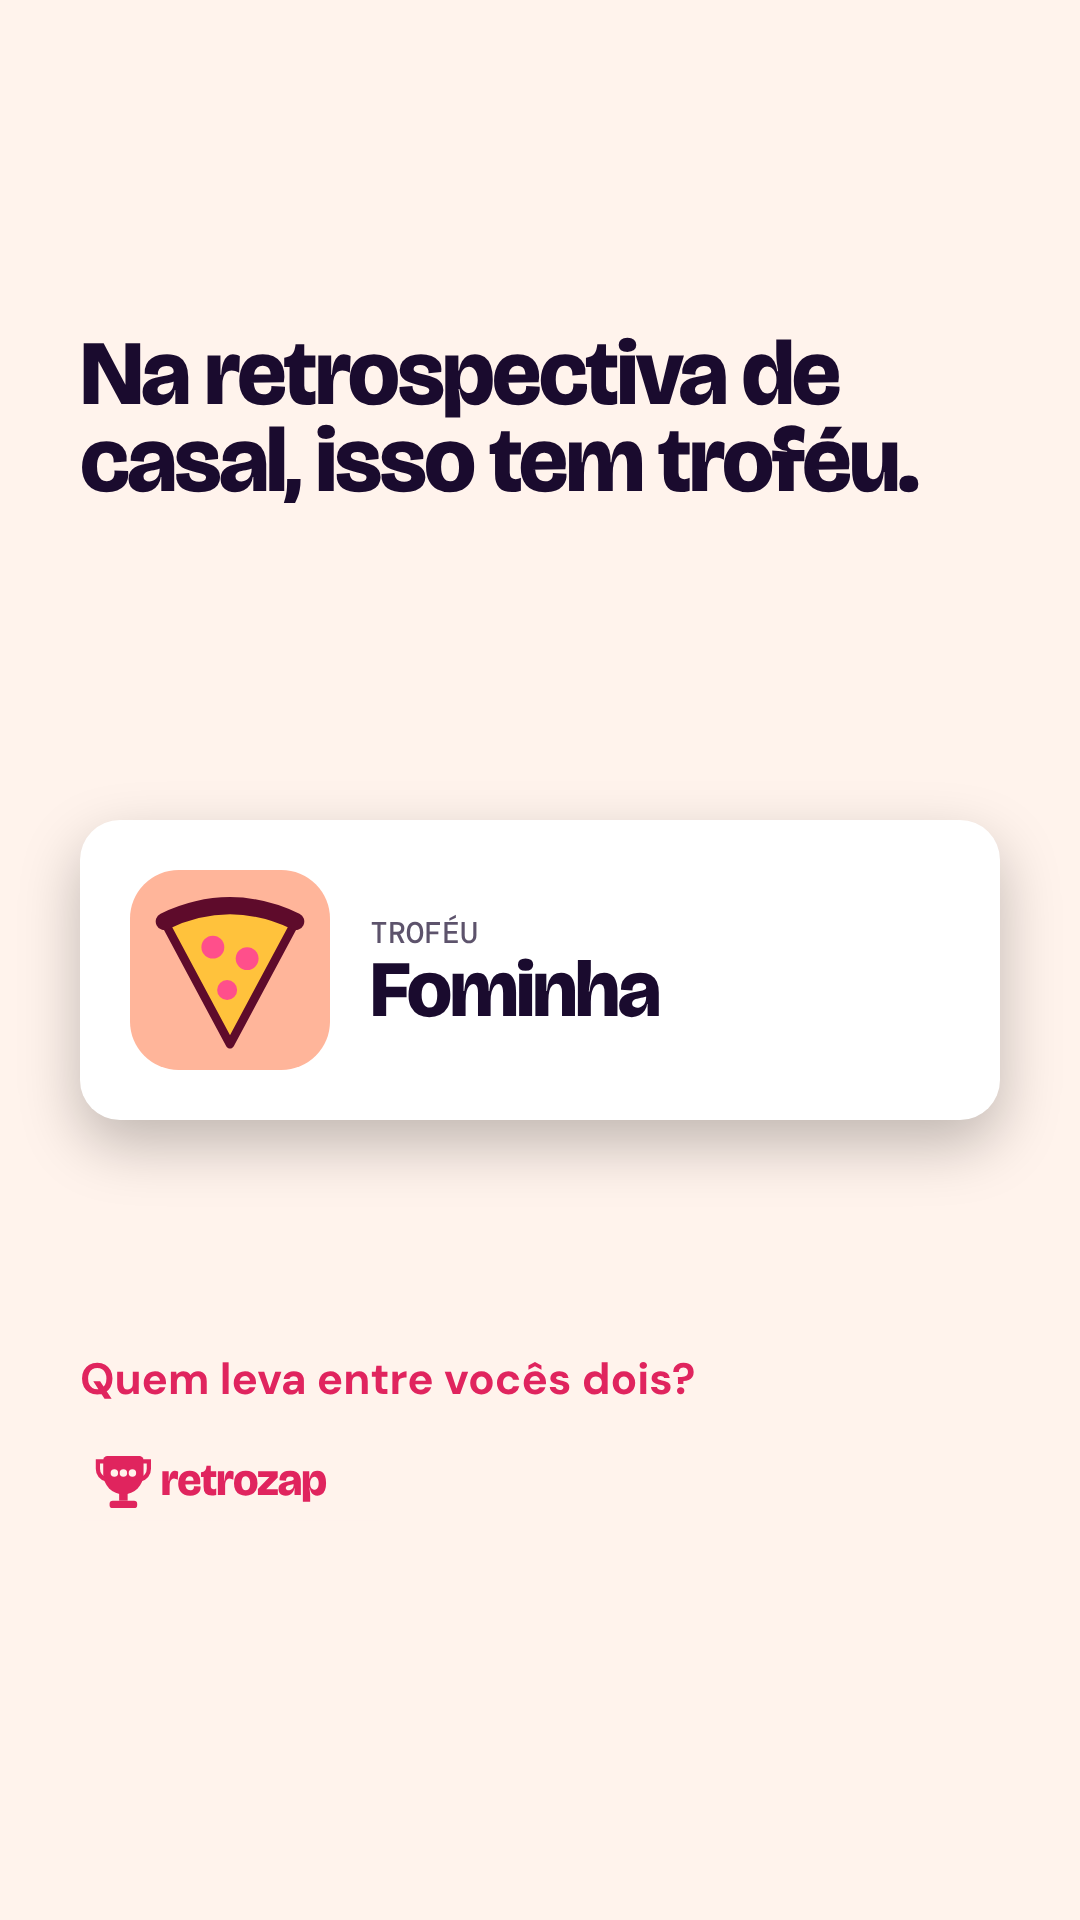 Na retrospectiva de
casal, isso tem troféu.
TROFÉU
Fominha
Quem leva entre vocês dois?
retrozap